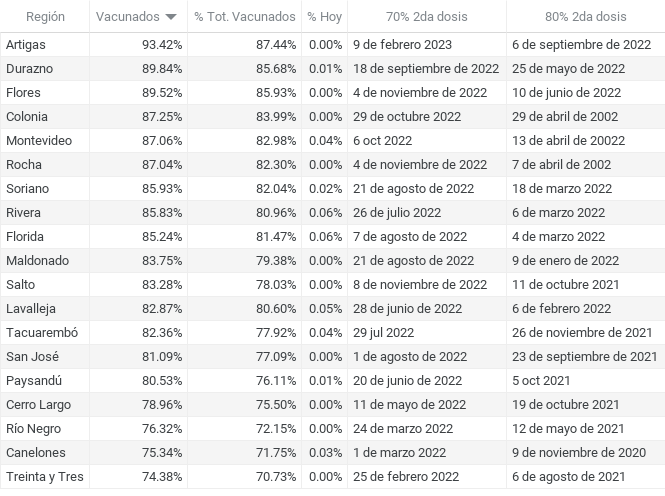 Región Vacunados % Tot. Vacunados % Hoy 70% 2da dosis 80% 2da dosis
Artigas 93.42% 87.44% 0.00% 9 de febrero 2023 6 de septiembre de 2022
Durazno 89.84% 85.68% 0.01% 18 de septiembre de 2022 25 de mayo de 2022
Flores 89.52% 85.93% 0.00% 4 de noviembre de 2022 10 de junio de 2022
Colonia 87.25% 83.99% 0.00% 29 de octubre de 2022 29 de abril de 2002
Montevideo 87.06% 82.98% 0.04% 6 oct 2022 13 de abril de 20022
Rocha 87.04% 82.30% 0.00% 4 de noviembre de 2022 7 de abril de 2002
Soriano 85.93% 82.04% 0.02% 21 de agosto de 2022 18 de marzo 2022
Rivera 85.83% 80.96% 0.06% 26 de julio 2022 6 de marzo 2022
Florida 85.24% 81.47% 0.06% 7 de agosto de 2022 4 de marzo 2022
Maldonado 83.75% 79.38% 0.00% 21 de agosto de 2022 9 de enero de 2022
Salto 83.28% 78.03% 0.00% 8 de noviembre de 2022 11 de octubre de 2021
Lavalleja 82.87% 80.60% 0.05% 28 de junio de 2022 6 de febrero 2022
Tacuarembó 82.36% 77.92% 0.04% 29 jul 2022 26 de noviembre de 2021
San José 81.09% 77.09% 0.00% 1 de agosto de 2022 23 de septiembre de 2021
Paysandú 80.53% 76.11% 0.01% 20 de junio de 2022 5 oct 2021
Cerro Largo 78.96% 75.50% 0.00% 11 de mayo de 2022 19 de octubre de 2021
Río Negro 76.32% 72.15% 0.00% 24 de marzo 2022 12 de mayo de 2021
Canelones 75.34% 71.75% 0.03% 1 de marzo 2022 9 de noviembre de 2020
Treinta y Tres 74.38% 70.73% 0.00% 25 de febrero 2022 6 de agosto de 2021